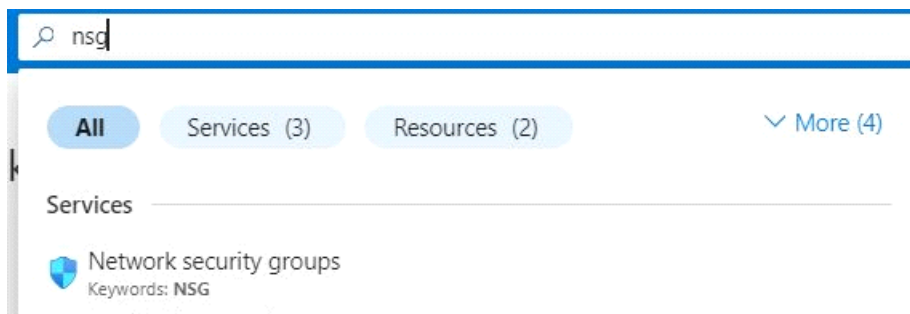 nsg
All Services (3) Resources (2) More (4)
Services
Network security groups
Keywords: NSG